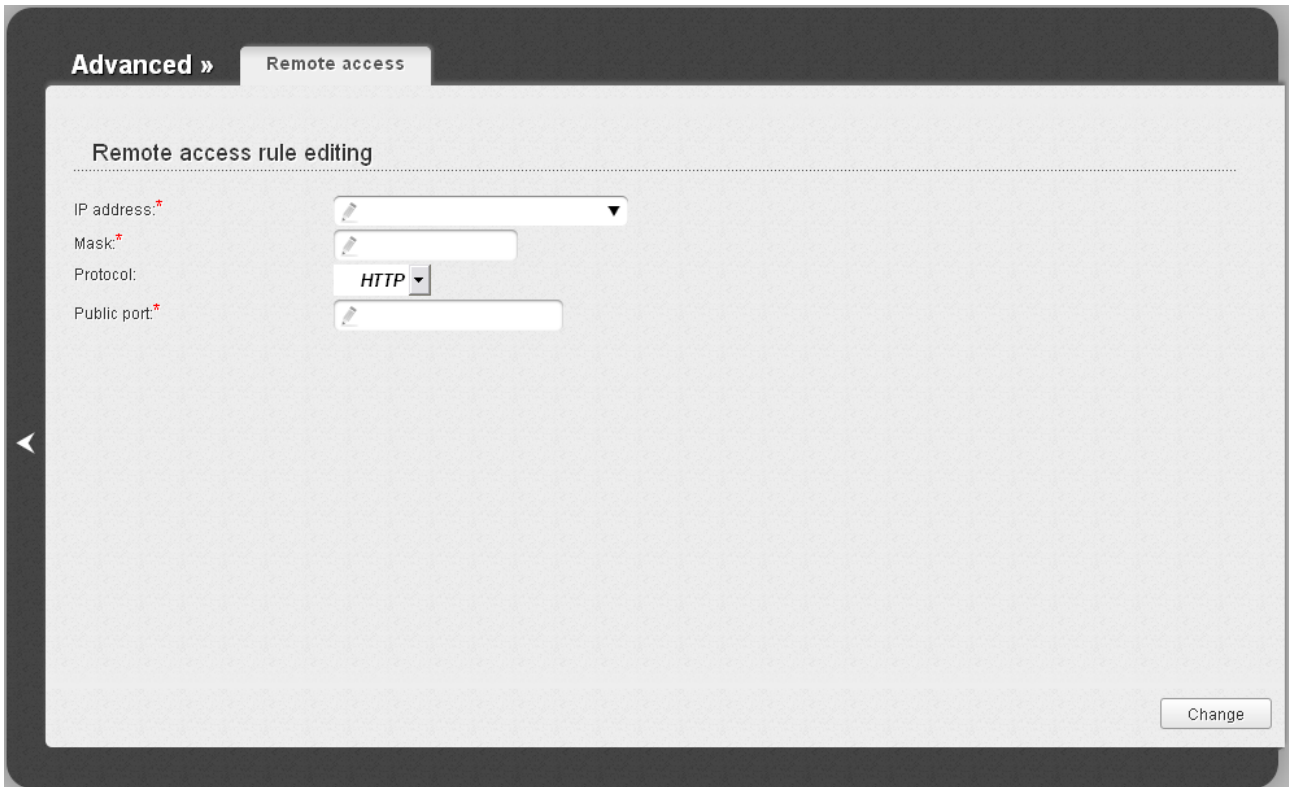 Advanced » Remote access
Remote access rule editing
IP address:*
Mask:*
Protocol: HTTP
Public port:*
Change